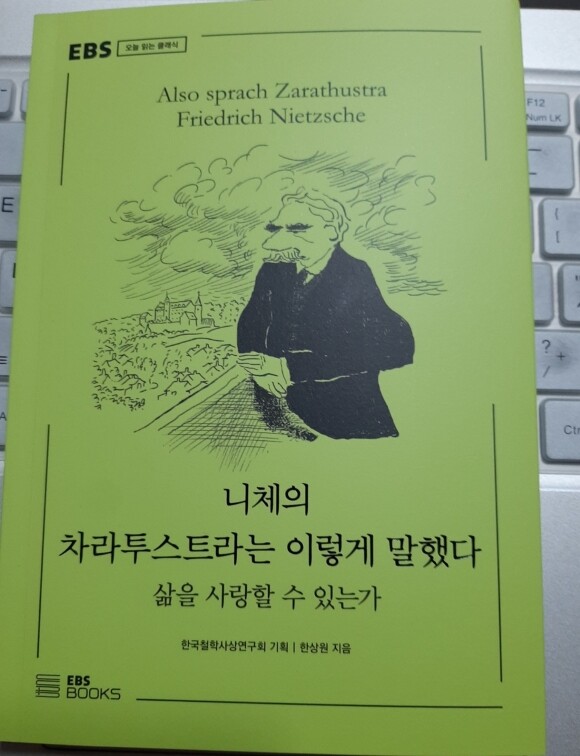 EBS 오늘 읽는 클래식
Also sprach Zarathustra
Friedrich Nietzsche
니체의
차라투스트라는 이렇게 말했다
삶을 사랑할 수 있는가
한국철학사상연구회 기획 | 한상원 지음
EBS
BOOKS
F12
Num LK
E
{
[
?
/
+
Ctr